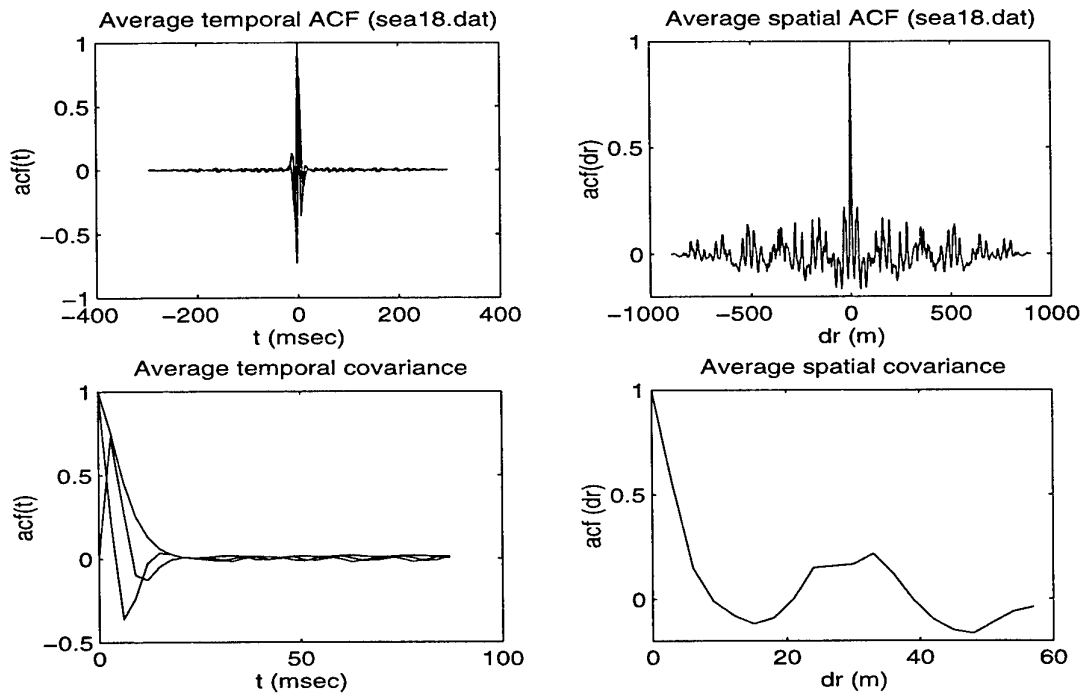 Average temporal ACF (sea18.dat)
1
0.5
0
−0.5
−1
acf(t)
−400
−200
0
200
400
t (msec)
Average spatial ACF (sea18.dat)
1
0.5
0
acf(dr)
−1000
−500
0
500
1000
dr (m)
Average temporal covariance
1
0.5
0
−0.5
acf(t)
0
50
100
t (msec)
Average spatial covariance
1
0.5
0
acf (dr)
0
20
40
60
dr (m)